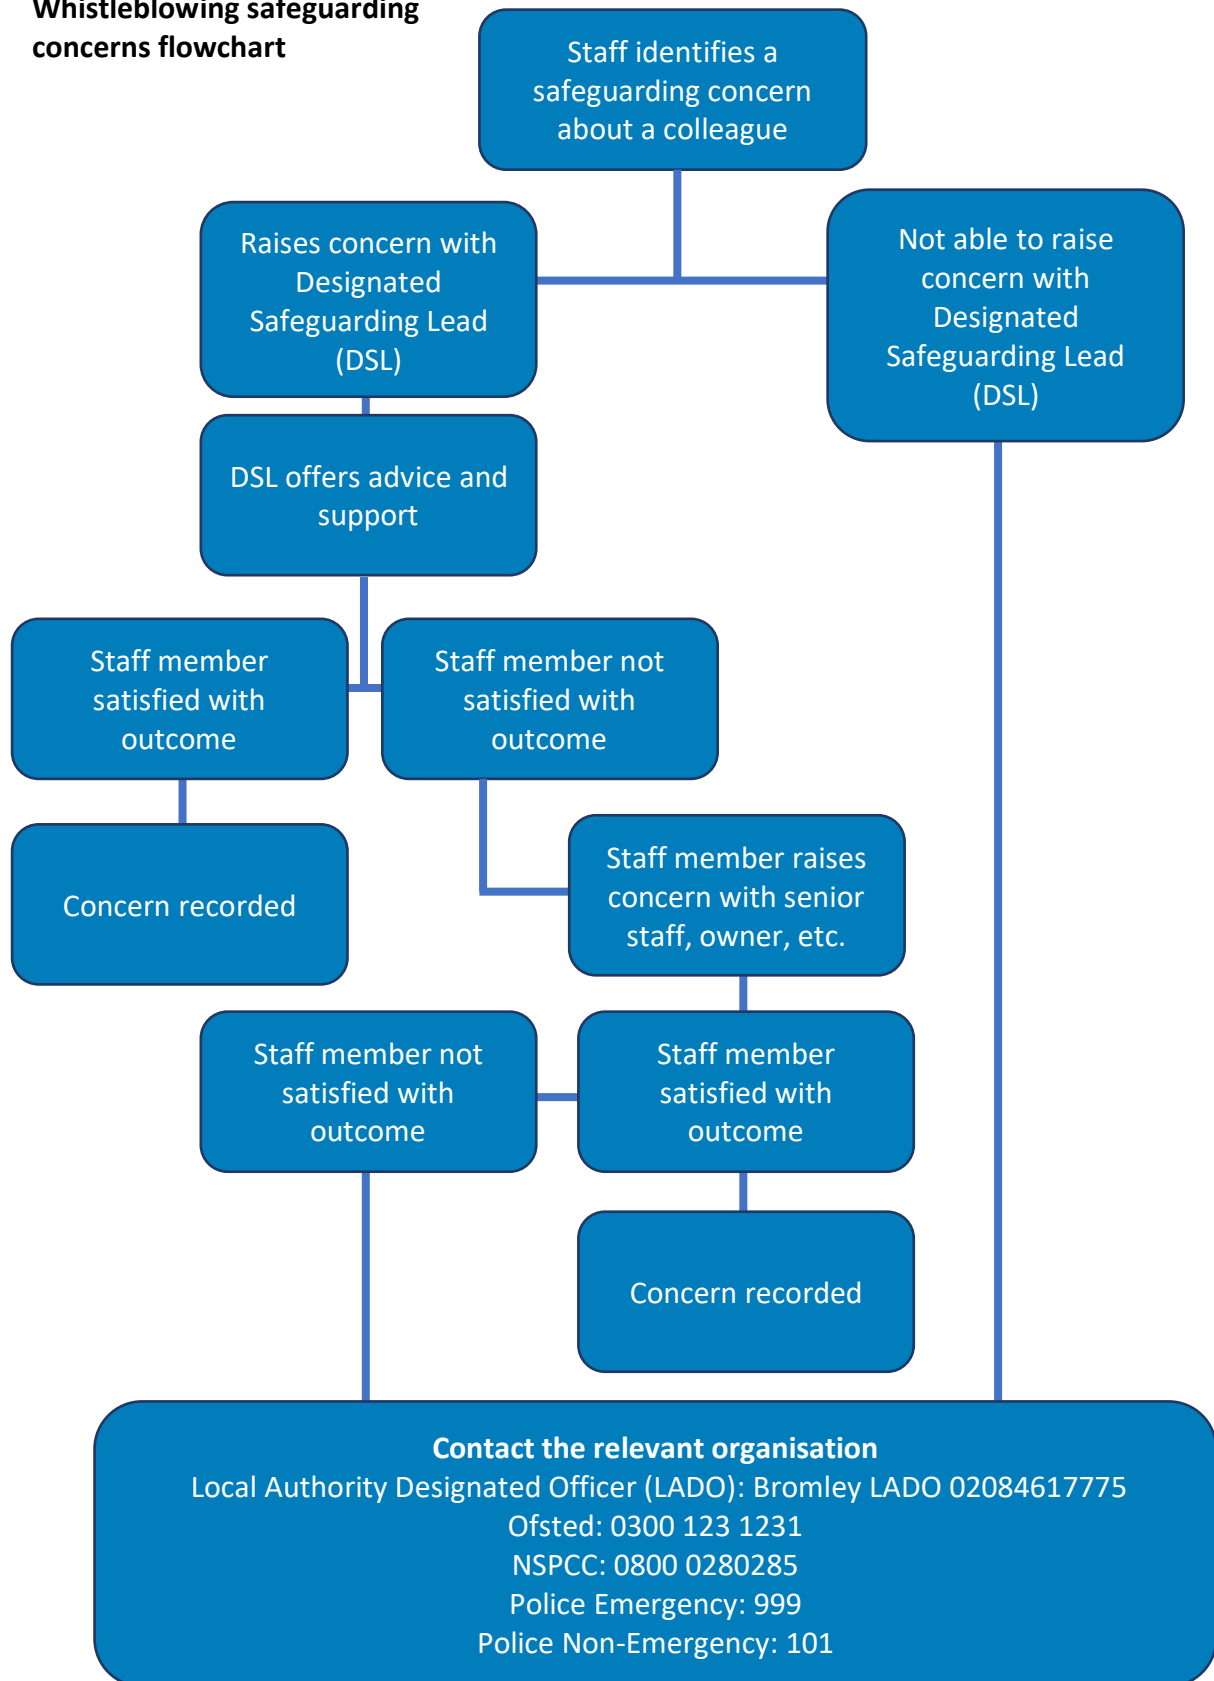 Whistleblowing safeguarding
concerns flowchart
Staff identifies a
safeguarding concern
about a colleague
Raises concern with
Designated
Safeguarding Lead
(DSL)
Not able to raise
concern with
Designated
Safeguarding Lead
(DSL)
DSL offers advice and
support
Staff member
satisfied with
outcome
Staff member not
satisfied with
outcome
Concern recorded
Staff member raises
concern with senior
staff, owner, etc.
Staff member not
satisfied with
outcome
Staff member
satisfied with
outcome
Concern recorded
Contact the relevant organisation
Local Authority Designated Officer (LADO): Bromley LADO 02084617775
Ofsted: 0300 123 1231
NSPCC: 0800 0280285
Police Emergency: 999
Police Non-Emergency: 101